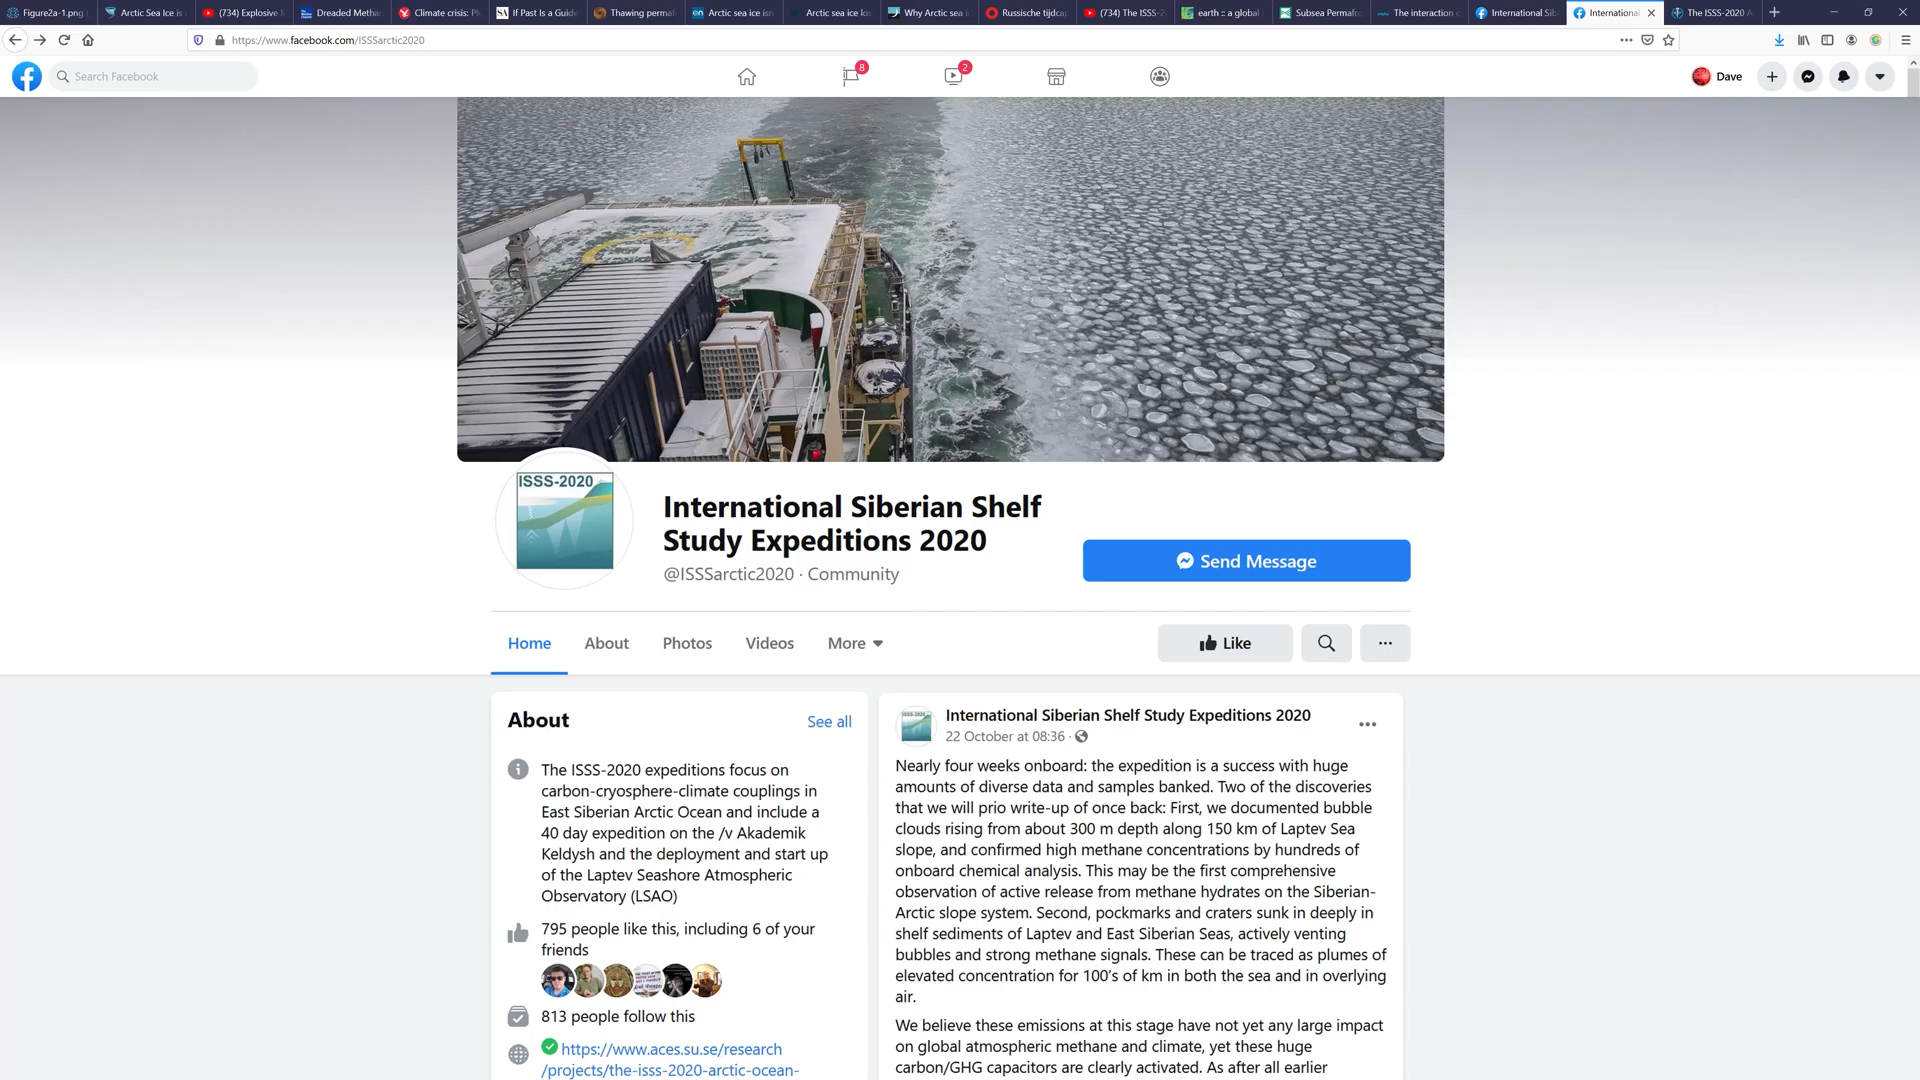 Figure2a-1.png
Arctic Sea Ice is
(734) Explosive
Dreaded Metha
Climate crisis: P
If Past Is a Guid
Thawing permaf
Arctic sea ice isn
Arctic sea ice los
Why Arctic sea i
Russische tijdca
(734) The ISSS-2
earth :: a global
Subsea Permafr
The interaction o
International Sib
International
The ISSS-2020 A
https://www.facebook.com/ISSSarctic2020
Search Facebook
8
2
Dave
ISSS-2020
International Siberian Shelf
Study Expeditions 2020
@ISSSarctic2020 · Community
Send Message
Home
About
Photos
Videos
More
Like
About
See all
The ISSS-2020 expeditions focus on
carbon-cryosphere-climate couplings in
East Siberian Arctic Ocean and include a
40 day expedition on the /v Akademik
Keldysh and the deployment and start up
of the Laptev Seashore Atmospheric
Observatory (LSAO)
795 people like this, including 6 of your
friends
813 people follow this
https://www.aces.su.se/research
/projects/the-isss-2020-arctic-ocean-
International Siberian Shelf Study Expeditions 2020
22 October at 08:36 ·
Nearly four weeks onboard: the expedition is a success with huge
amounts of diverse data and samples banked. Two of the discoveries
that we will prio write-up of once back: First, we documented bubble
clouds rising from about 300 m depth along 150 km of Laptev Sea
slope, and confirmed high methane concentrations by hundreds of
onboard chemical analysis. This may be the first comprehensive
observation of active release from methane hydrates on the Siberian-
Arctic slope system. Second, pockmarks and craters sunk in deeply in
shelf sediments of Laptev and East Siberian Seas, actively venting
bubbles and strong methane signals. These can be traced as plumes of
elevated concentration for 100's of km in both the sea and in overlying
air.
We believe these emissions at this stage have not yet any large impact
on global atmospheric methane and climate, yet these huge
carbon/GHG capacitors are clearly activated. As after all earlier